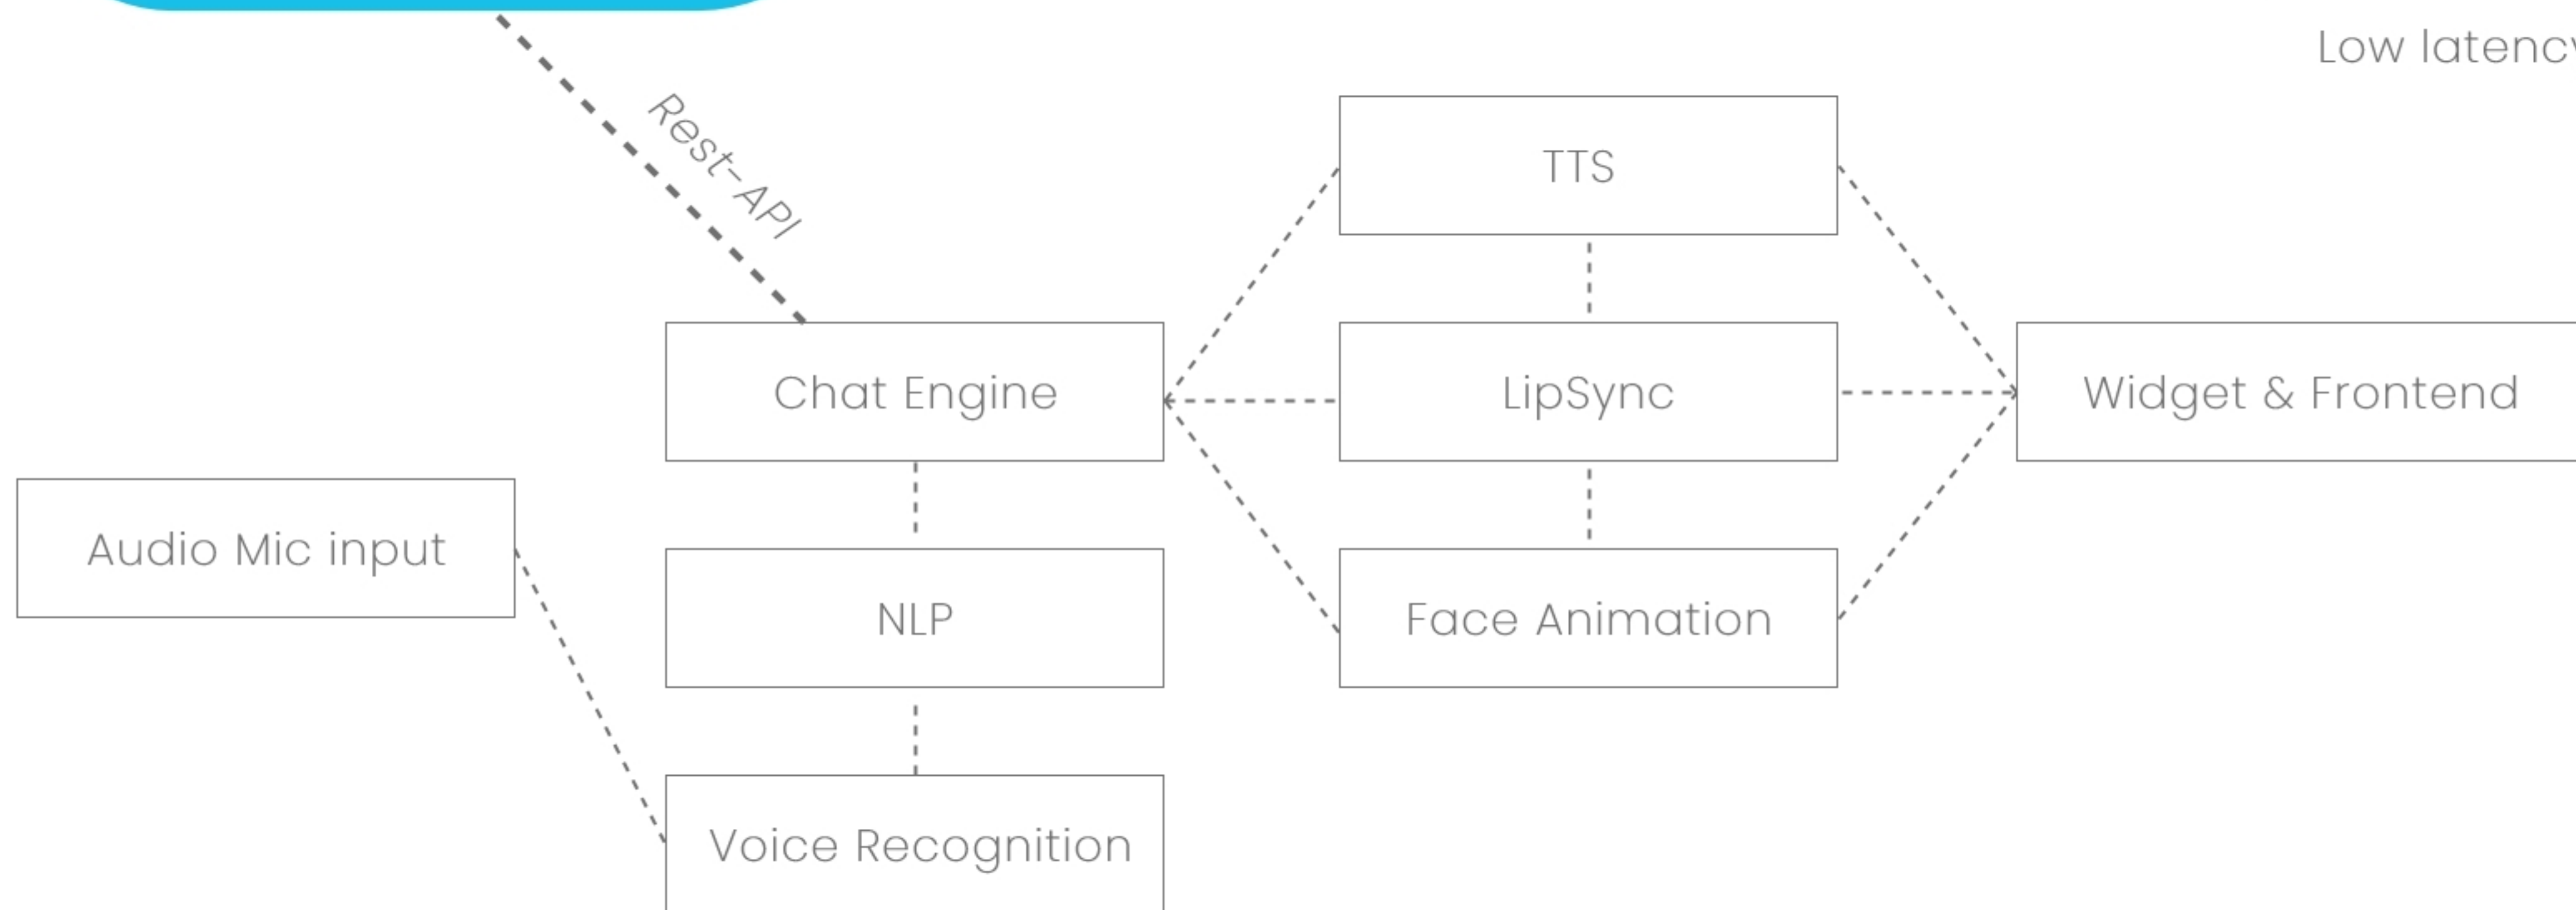 Low latency
Rest-API
TTS
Chat Engine
LipSync
Widget & Frontend
Audio Mic input
NLP
Face Animation
Voice Recognition